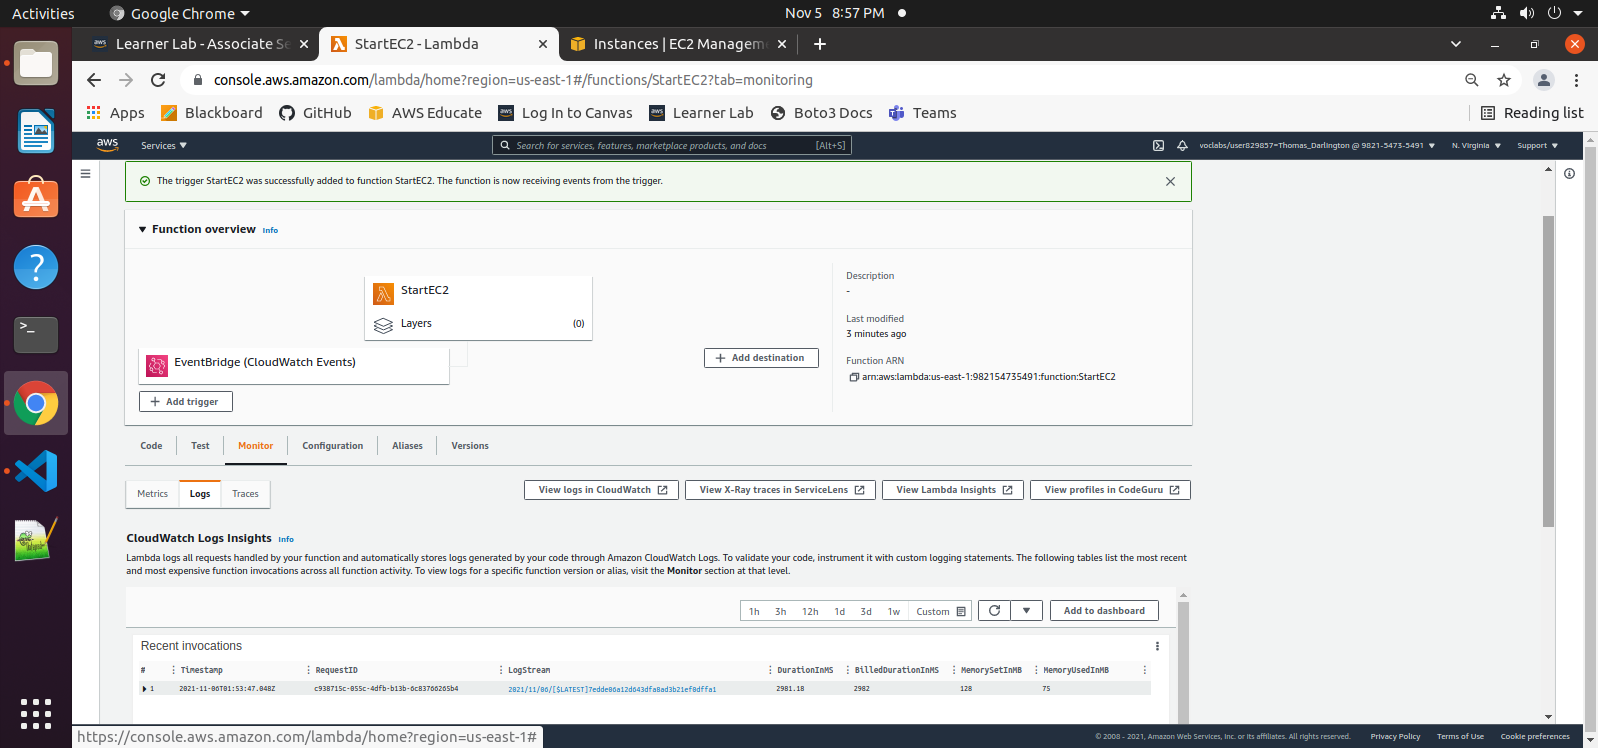 Activities
Google Chrome
Nov 5 8:57 PM
Learner Lab - Associate Se
StartEC2 - Lambda
Instances | EC2 Managem
console.aws.amazon.com/lambda/home?region=us-east-1#/functions/StartEC2?tab=monitoring
Apps
Blackboard
GitHub
AWS Educate
Log In to Canvas
Learner Lab
Boto3 Docs
Teams
Reading list
aws
Services
Search for services, features, marketplace products, and docs
[Alt+S]
voclabs/user829857=Thomas_Darlington @ 9821-5473-5491
N. Virginia
Support
The trigger StartEC2 was successfully added to function StartEC2. The function is now receiving events from the trigger.
Function overview Info
StartEC2
Layers (0)
EventBridge (CloudWatch Events)
+ Add trigger
+ Add destination
Description
-
Last modified
3 minutes ago
Function ARN
arn:aws:lambda:us-east-1:982154735491:function:StartEC2
Code
Test
Monitor
Configuration
Aliases
Versions
Metrics
Logs
Traces
View logs in CloudWatch
View X-Ray traces in ServiceLens
View Lambda Insights
View profiles in CodeGuru
CloudWatch Logs Insights Info
Lambda logs all requests handled by your function and automatically stores logs generated by your code through Amazon CloudWatch Logs. To validate your code, instrument it with custom logging statements. The following tables list the most recent
and most expensive function invocations across all function activity. To view logs for a specific function version or alias, visit the Monitor section at that level.
1h 3h 12h 1d 3d 1w Custom
Add to dashboard
Recent invocations
# Timestamp RequestID LogStream DurationInMS BilledDurationInMS MemorySetInMB MemoryUsedInMB
1 2021-11-06T01:53:47.048Z c938715c-055c-4dfb-b13b-6c83766265b4 2021/11/06/[$LATEST]7edde06a12d643dfa8ad3b21ef0dffa1 2981.18 2982 128 75
https://console.aws.amazon.com/lambda/home?region=us-east-1#
© 2008 - 2021, Amazon Web Services, Inc. or its affiliates. All rights reserved.
Privacy Policy
Terms of Use
Cookie preferences